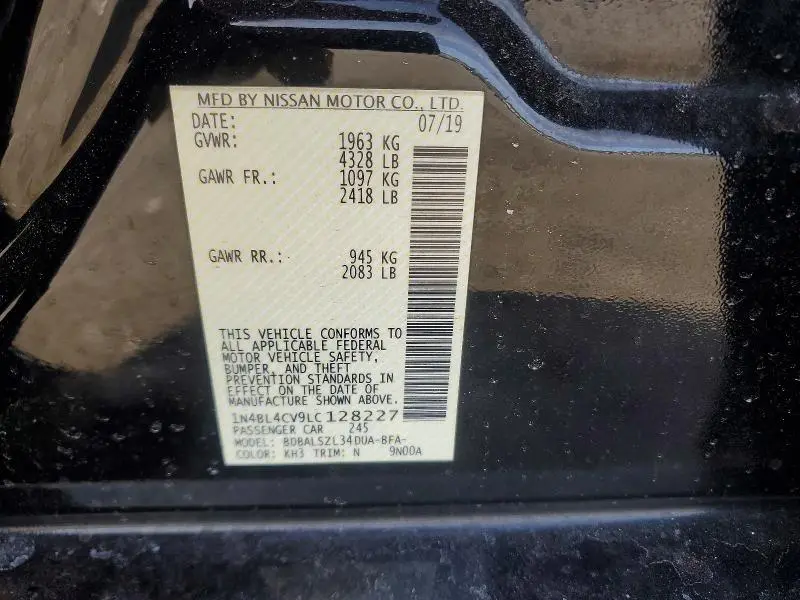 MFD BY NISSAN MOTOR CO., LTD.
DATE: 07/19
GVWR: 1963 KG
4328 LB
GAWR FR.: 1097 KG
2418 LB
GAWR RR.: 945 KG
2083 LB
THIS VEHICLE CONFORMS TO
ALL APPLICABLE FEDERAL
MOTOR VEHICLE SAFETY,
BUMPER, AND THEFT
PREVENTION STANDARDS IN
EFFECT ON THE DATE OF
MANUFACTURE SHOWN ABOVE.
1N4BL4CV9LC128227
PASSENGER CAR 245
MODEL: BDBALSZL34DUA-BFA-
COLOR: KH3 TRIM: N 9N00A